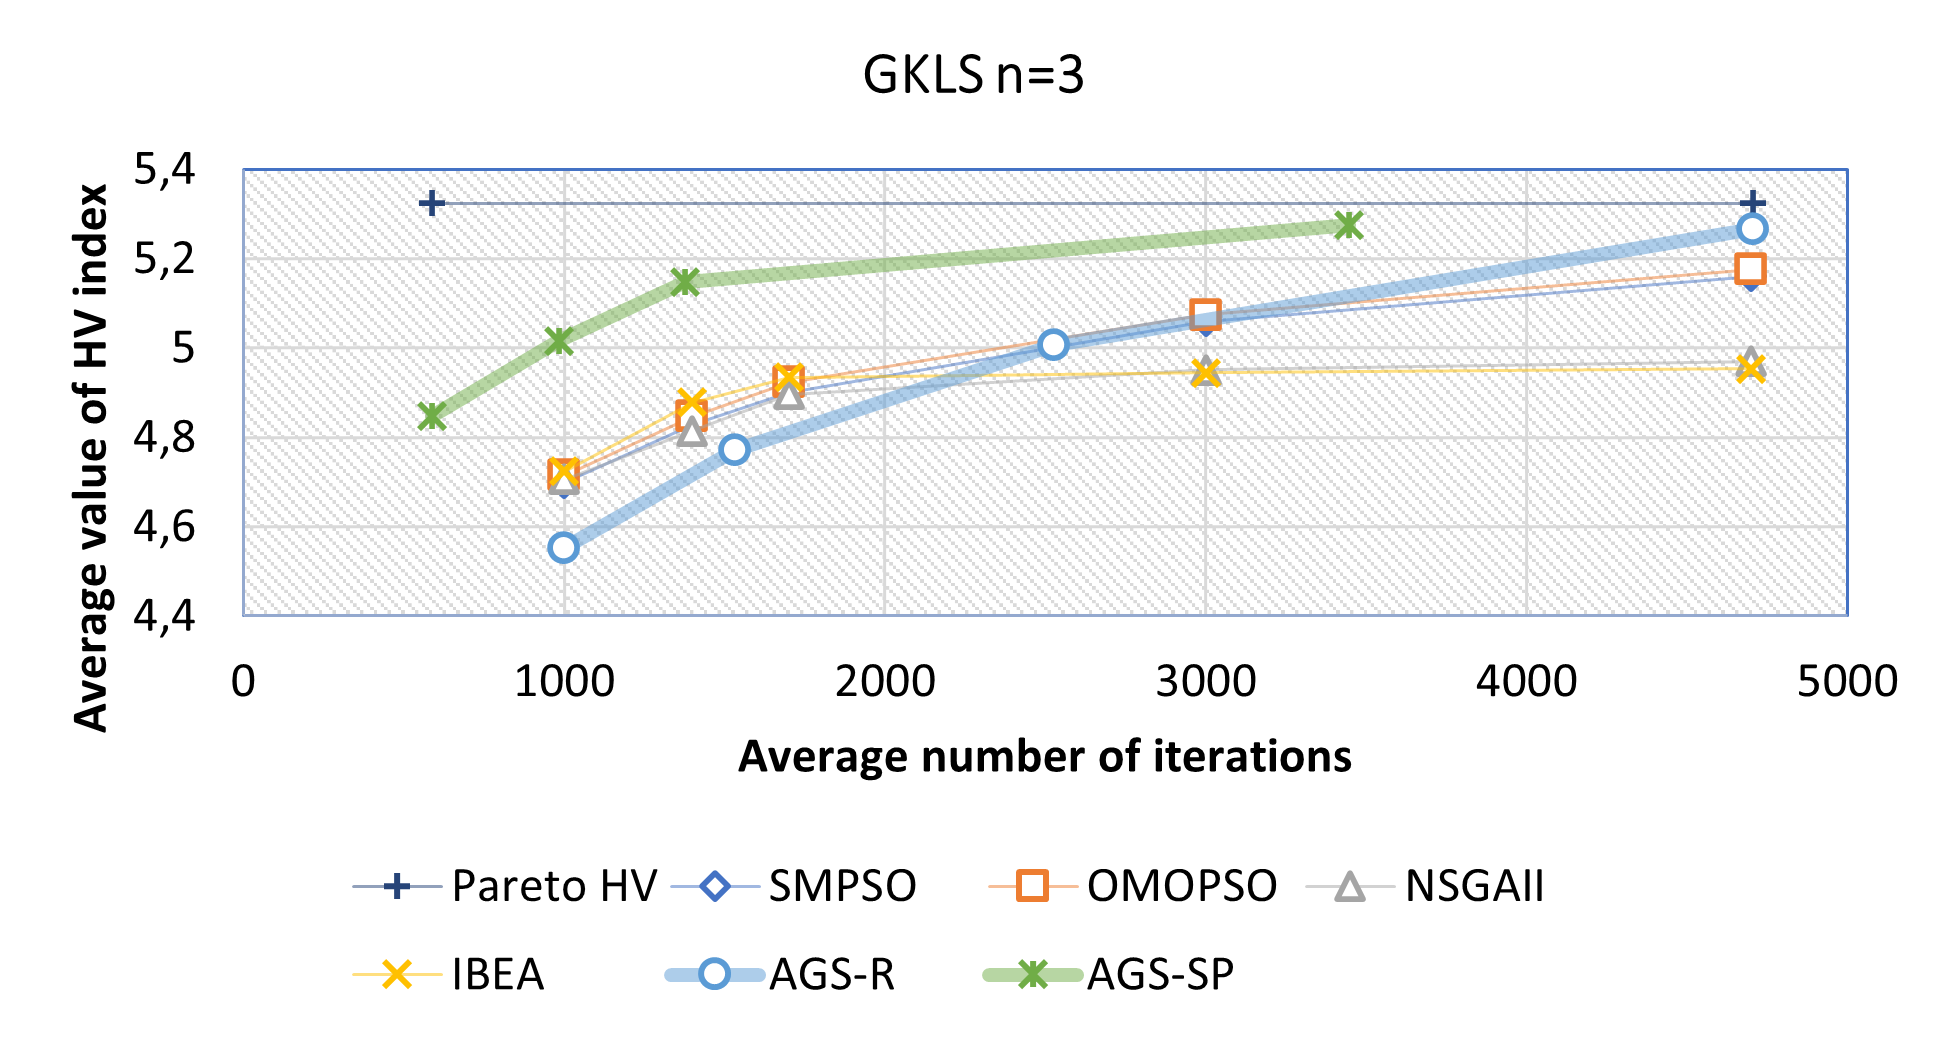 GKLS n=3
Average value of HV index
5,4
5,2
5
4,8
4,6
4,4
0 1000 2000 3000 4000 5000
Average number of iterations
Pareto HV SMPSO OMOPSO NSGAII
IBEA AGS-R AGS-SP